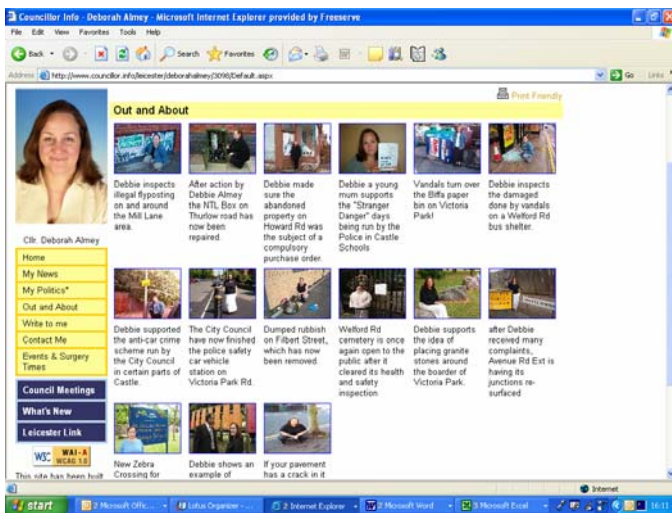 Councillor Info - Deborah Almey - Microsoft Internet Explorer provided by Freeserve
File Edit View Favorites Tools Help
Back Search Favorites
Address http://www.councillor.info/leicester/deborahalmey/3098/Default.aspx Go Links
Print Friendly
Out and About
Debbie inspects
illegal flyposting
on and around
the Mill Lane
area.
After action by
Debbie Almey
the NTL Box on
Thurlow road has
now been
repaired.
Debbie made
sure the
abandoned
property on
Howard Rd was
the subject of a
compulsory
purchase order.
Debbie a young
mum supports
the "Stranger
Danger" days
being run by the
Police in Castle
Schools
Vandals turn over
the Biffa paper
bin on Victoria
Park!
Debbie inspects
the damaged
done by vandals
on a Welford Rd
bus shelter.
Cllr. Deborah Almey
Home
My News
My Politics*
Out and About
Write to me
Contact Me
Events & Surgery
Times
Council Meetings
What's New
Leicester Link
W3C WAI-A
WCAG 1.0
This site has been built
Debbie supported
the anti-car crime
scheme run by
the City Council
in certain parts of
Castle.
The City Council
have now finished
the police safety
car vehicle
station on
Victoria Park Rd.
Dumped rubbish
on Filbert Street,
which has now
been removed.
Welford Rd
cemetery is once
again open to the
public after it
cleared its health
and safety
inspection.
Debbie supports
the idea of
placing granite
stones around
the boarder of
Victoria Park.
after Debbie
received many
complaints,
Avenue Rd Ext is
having its
junctions re-
surfaced
New Zebra
Crossing for
Debbie shows an
example of
If your pavement
has a crack in it
Internet
start
2 Microsoft Offic...
Lotus Organizer - ...
2 Internet Explorer
2 Microsoft Word
3 Microsoft Excel
16:11